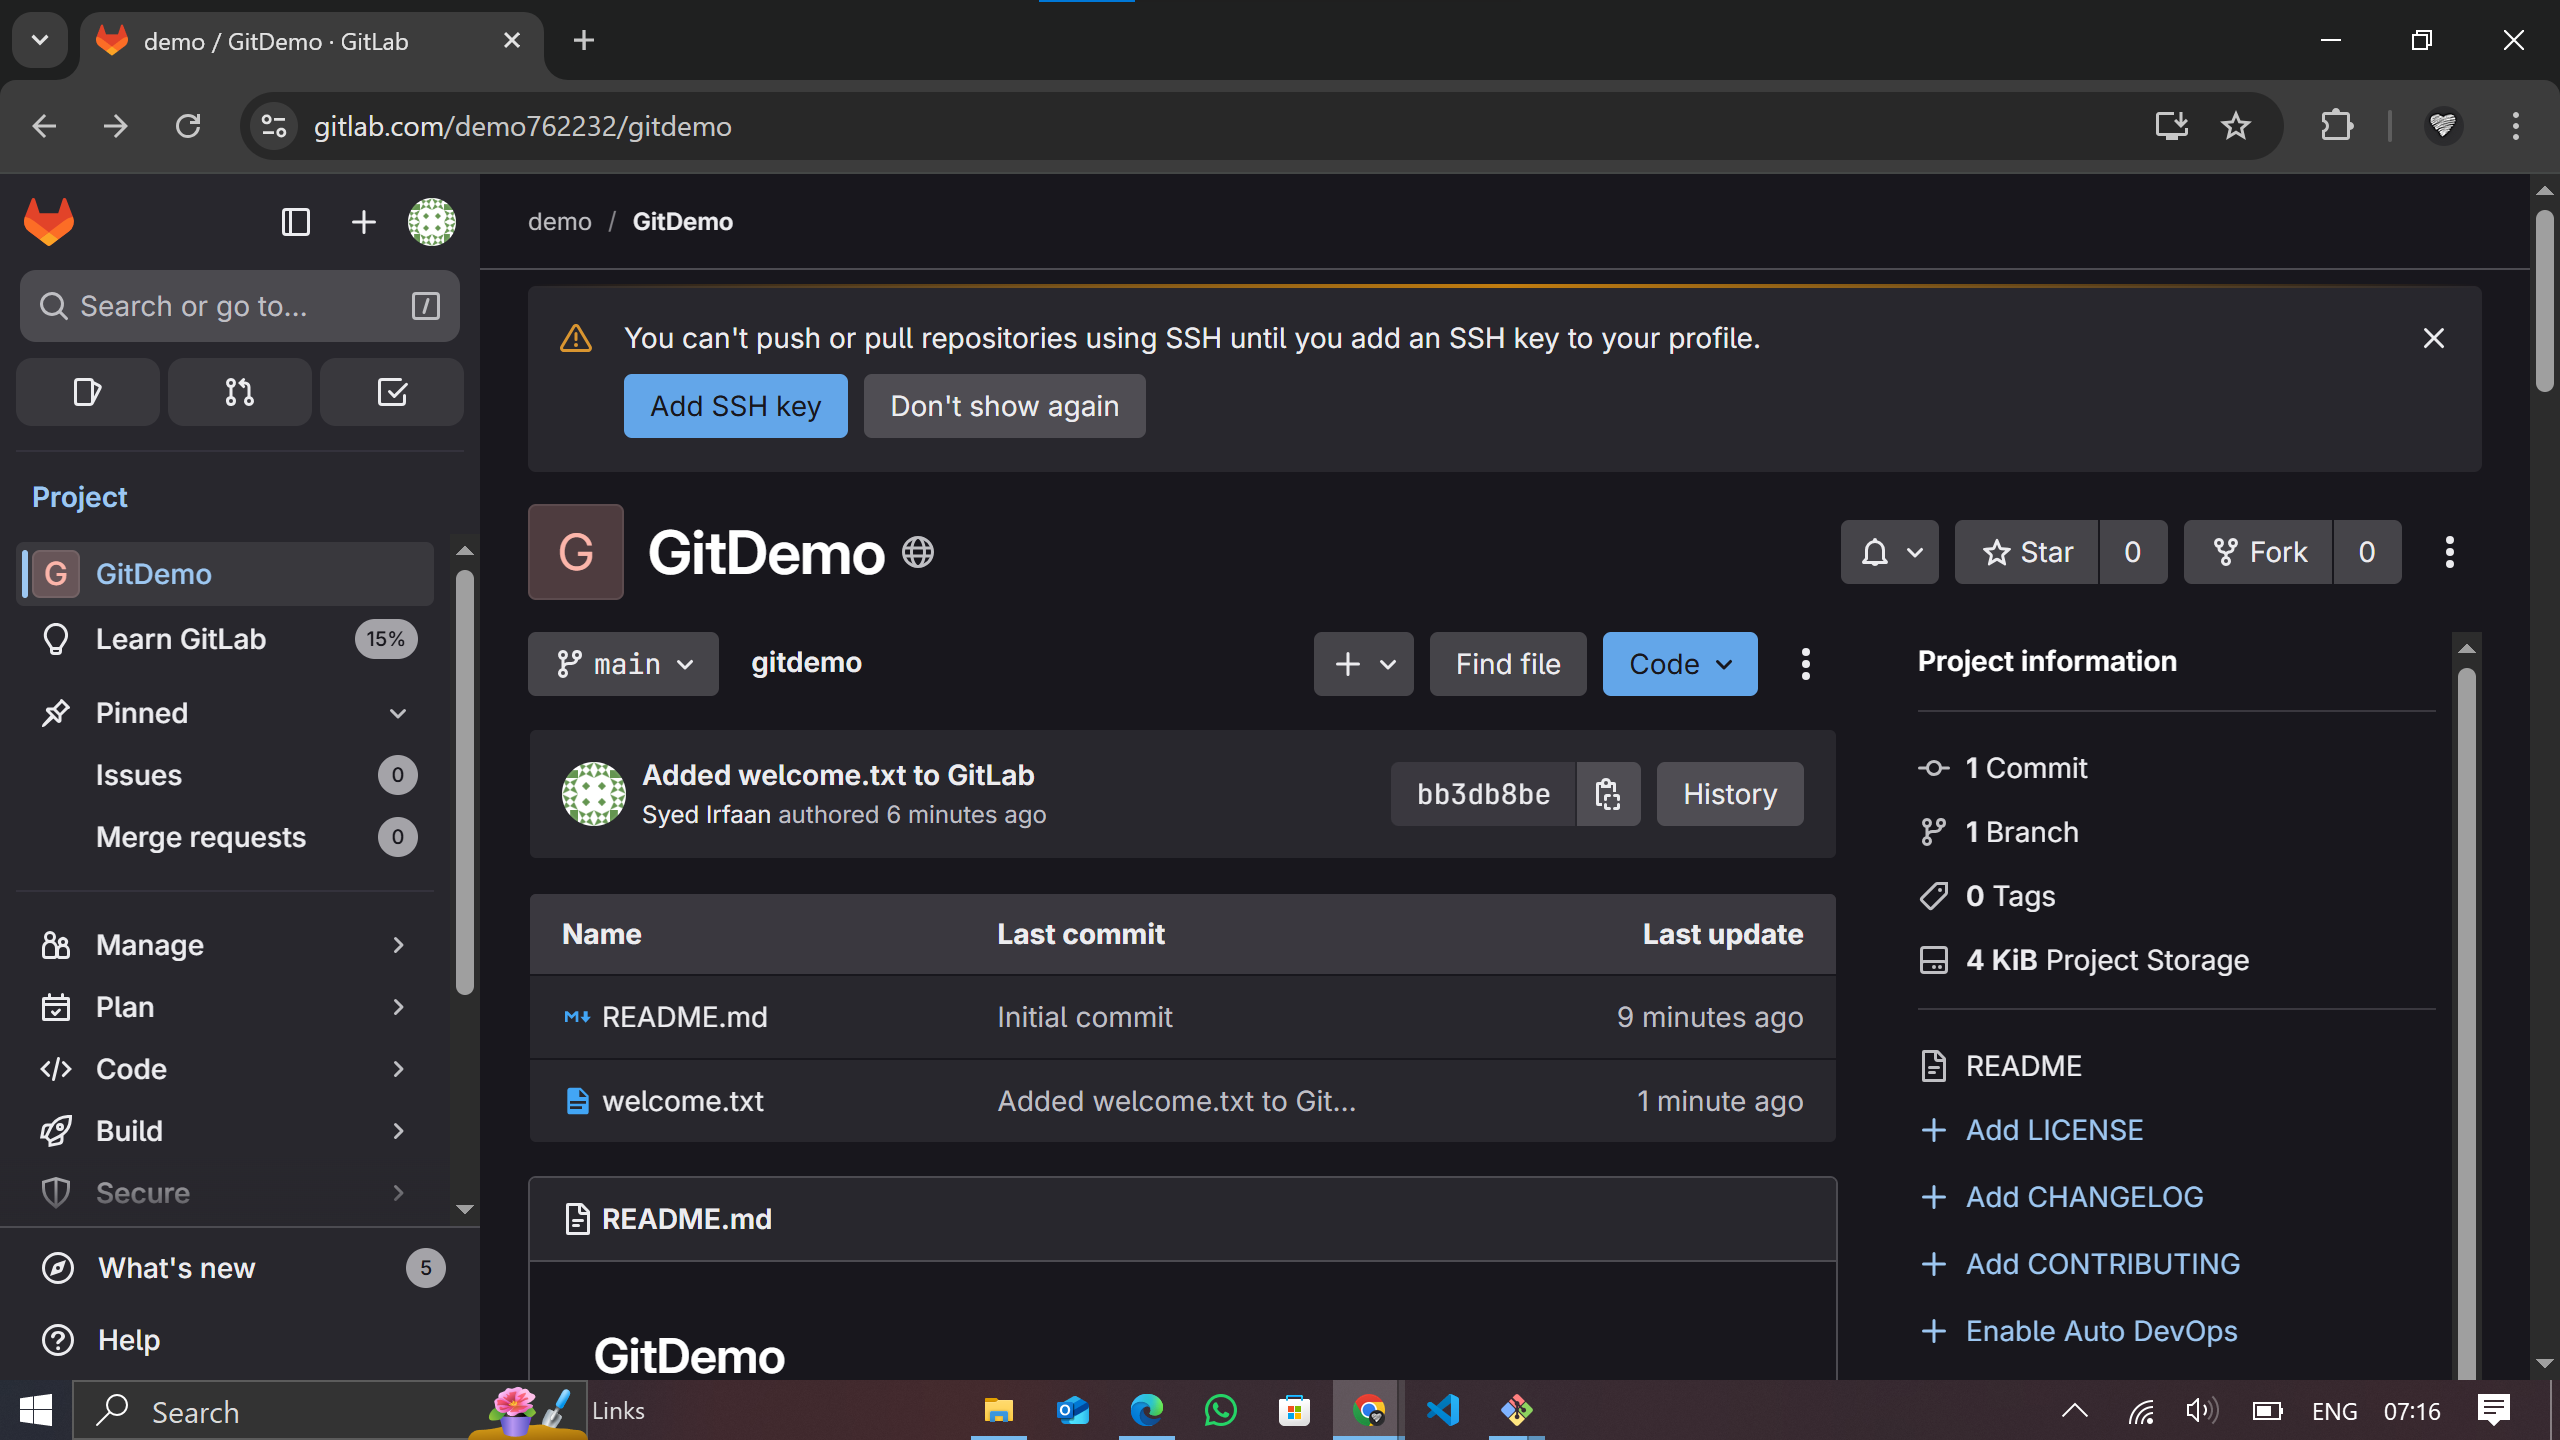 demo / GitDemo · GitLab
gitlab.com/demo762232/gitdemo
demo / GitDemo
Search or go to... /
You can't push or pull repositories using SSH until you add an SSH key to your profile.
Add SSH key Don't show again
Project
G GitDemo
Learn GitLab 15%
Pinned
Issues 0
Merge requests 0
Manage
Plan
Code
Build
Secure
What's new 5
Help
G GitDemo
Star 0 Fork 0
main gitdemo Find file Code
Added welcome.txt to GitLab
Syed Irfaan authored 6 minutes ago
bb3db8be History
Name Last commit Last update
README.md Initial commit 9 minutes ago
welcome.txt Added welcome.txt to Git... 1 minute ago
README.md
GitDemo
Project information
1 Commit
1 Branch
0 Tags
4 KiB Project Storage
README
Add LICENSE
Add CHANGELOG
Add CONTRIBUTING
Enable Auto DevOps
Search Links ENG 07:16